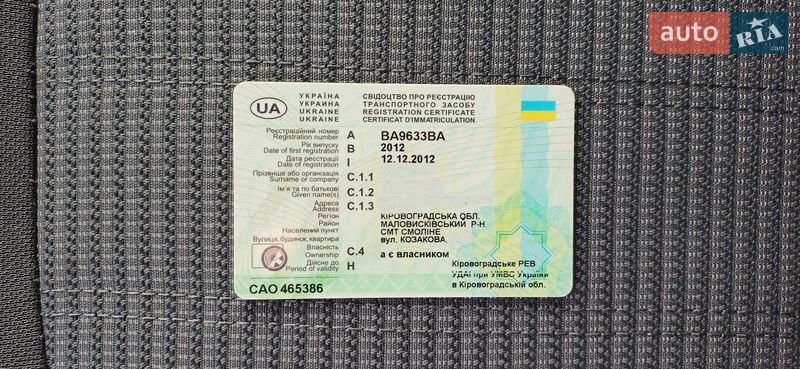 auto RIA .com
УКРАЇНА
УКРАИНА
UKRAINE
UKRAINE
UA
СВІДОЦТВО ПРО РЕЄСТРАЦІЮ
ТРАНСПОРТНОГО ЗАСОБУ
REGISTRATION CERTIFICATE
CERTIFICAT D'IMMATRICULATION
Реєстраційний номер
Registration number A BA9633BA
Рік випуску B 2012
Date of first registration
Дата реєстрації
Date of registration I 12.12.2012
Прізвище або організація
Surname or company C.1.1
Ім'я та по батькові
Given name(s) C.1.2
Адреса
Address C.1.3
Регіон КІРОВОГРАДСЬКА ОБЛ.
Район МАЛОВИСКІВСЬКИЙ Р-Н
Населений пункт СМТ СМОЛІНЕ
Вулиця, будинок, квартира вул. КОЗАКОВА,
Власність
Ownership C.4 а є власником
Дійсне до
Period of validity H
Кіровоградське РЕВ
УДАІ при УМВС України
в Кіровоградській обл.
САО 465386